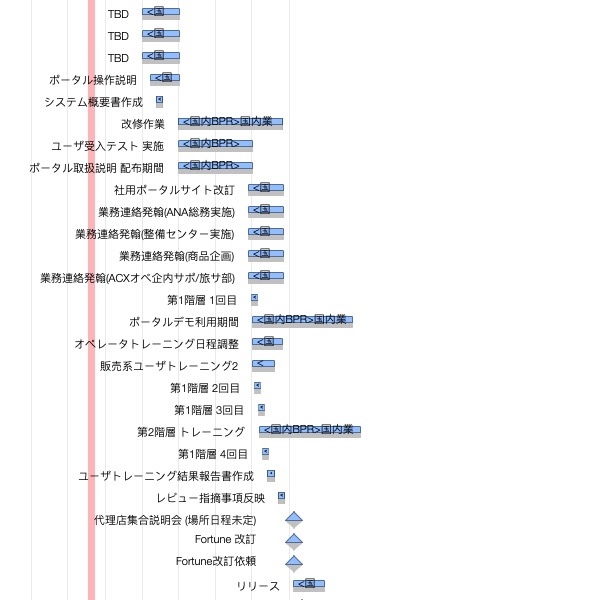 TBD <国
TBD <国
TBD <国
ポータル操作説明 <国
システム概要書作成 <
改修作業 <国内BPR>国内業
ユーザ受入テスト 実施 <国内BPR>
ポータル取扱説明 配布期間 <国内BPR>
社用ポータルサイト改訂 <国
業務連絡発翰(ANA総務実施) <国
業務連絡発翰(整備センター実施) <国
業務連絡発翰(商品企画) <国
業務連絡発翰(ACXオペ企内サポ/旅サ部) <国
第1階層 1回目 <
ポータルデモ利用期間 <国内BPR>国内業
オペレータトレーニング日程調整 <国
販売系ユーザトレーニング2 <
第1階層 2回目 <
第1階層 3回目 <
第2階層 トレーニング <国内BPR>国内業
第1階層 4回目 <
ユーザトレーニング結果報告書作成
レビュー指摘事項反映 <
代理店集合説明会 (場所日程未定)
Fortune 改訂
Fortune改訂依頼
リリース <国